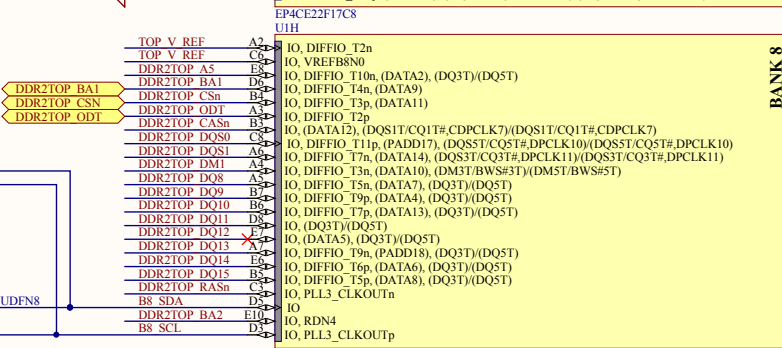 EP4CE22F17C8
U1H
TOP_V_REF A2 IO, DIFFIO_T2n
TOP_V_REF C6 IO, VREFB8N0
DDR2TOP_A5 E8 IO, DIFFIO_T10n, (DATA2), (DQ3T)/(DQ5T)
DDR2TOP_BA1 DDR2TOP_BA1 D6 IO, DIFFIO_T4n, (DATA9)
DDR2TOP_CSN DDR2TOP_CSn B4 IO, DIFFIO_T3p, (DATA11)
DDR2TOP_ODT DDR2TOP_ODT A3 IO, DIFFIO_T2p
DDR2TOP_CASn B3 IO, (DATA12), (DQS1T/CQ1T#,CDPCLK7)/(DQS1T/CQ1T#,CDPCLK7)
DDR2TOP_DQS0 C8 IO, DIFFIO_T11p, (PADD17), (DQS5T/CQ5T#,DPCLK10)/(DQS5T/CQ5T#,DPCLK10)
DDR2TOP_DQS1 A6 IO, DIFFIO_T7n, (DATA14), (DQS3T/CQ3T#,DPCLK11)/(DQS3T/CQ3T#,DPCLK11)
DDR2TOP_DM1 A4 IO, DIFFIO_T3n, (DATA10), (DM3T/BWS#3T)/(DM5T/BWS#5T)
DDR2TOP_DQ8 A5 IO, DIFFIO_T5n, (DATA7), (DQ3T)/(DQ5T)
DDR2TOP_DQ9 B7 IO, DIFFIO_T9p, (DATA4), (DQ3T)/(DQ5T)
DDR2TOP_DQ10 B6 IO, DIFFIO_T7p, (DATA13), (DQ3T)/(DQ5T)
DDR2TOP_DQ11 D8 IO, (DQ3T)/(DQ5T)
DDR2TOP_DQ12 E7 IO, (DATA5), (DQ3T)/(DQ5T)
DDR2TOP_DQ13 A7 IO, DIFFIO_T9n, (PADD18), (DQ3T)/(DQ5T)
DDR2TOP_DQ14 E6 IO, DIFFIO_T6p, (DATA6), (DQ3T)/(DQ5T)
DDR2TOP_DQ15 B5 IO, DIFFIO_T5p, (DATA8), (DQ3T)/(DQ5T)
DDR2TOP_RASn C3 IO, PLL3_CLKOUTn
UDFN8 B8_SDA D5 IO
DDR2TOP_BA2 E10 IO, RDN4
B8_SCL D3 IO, PLL3_CLKOUTp
BANK 8